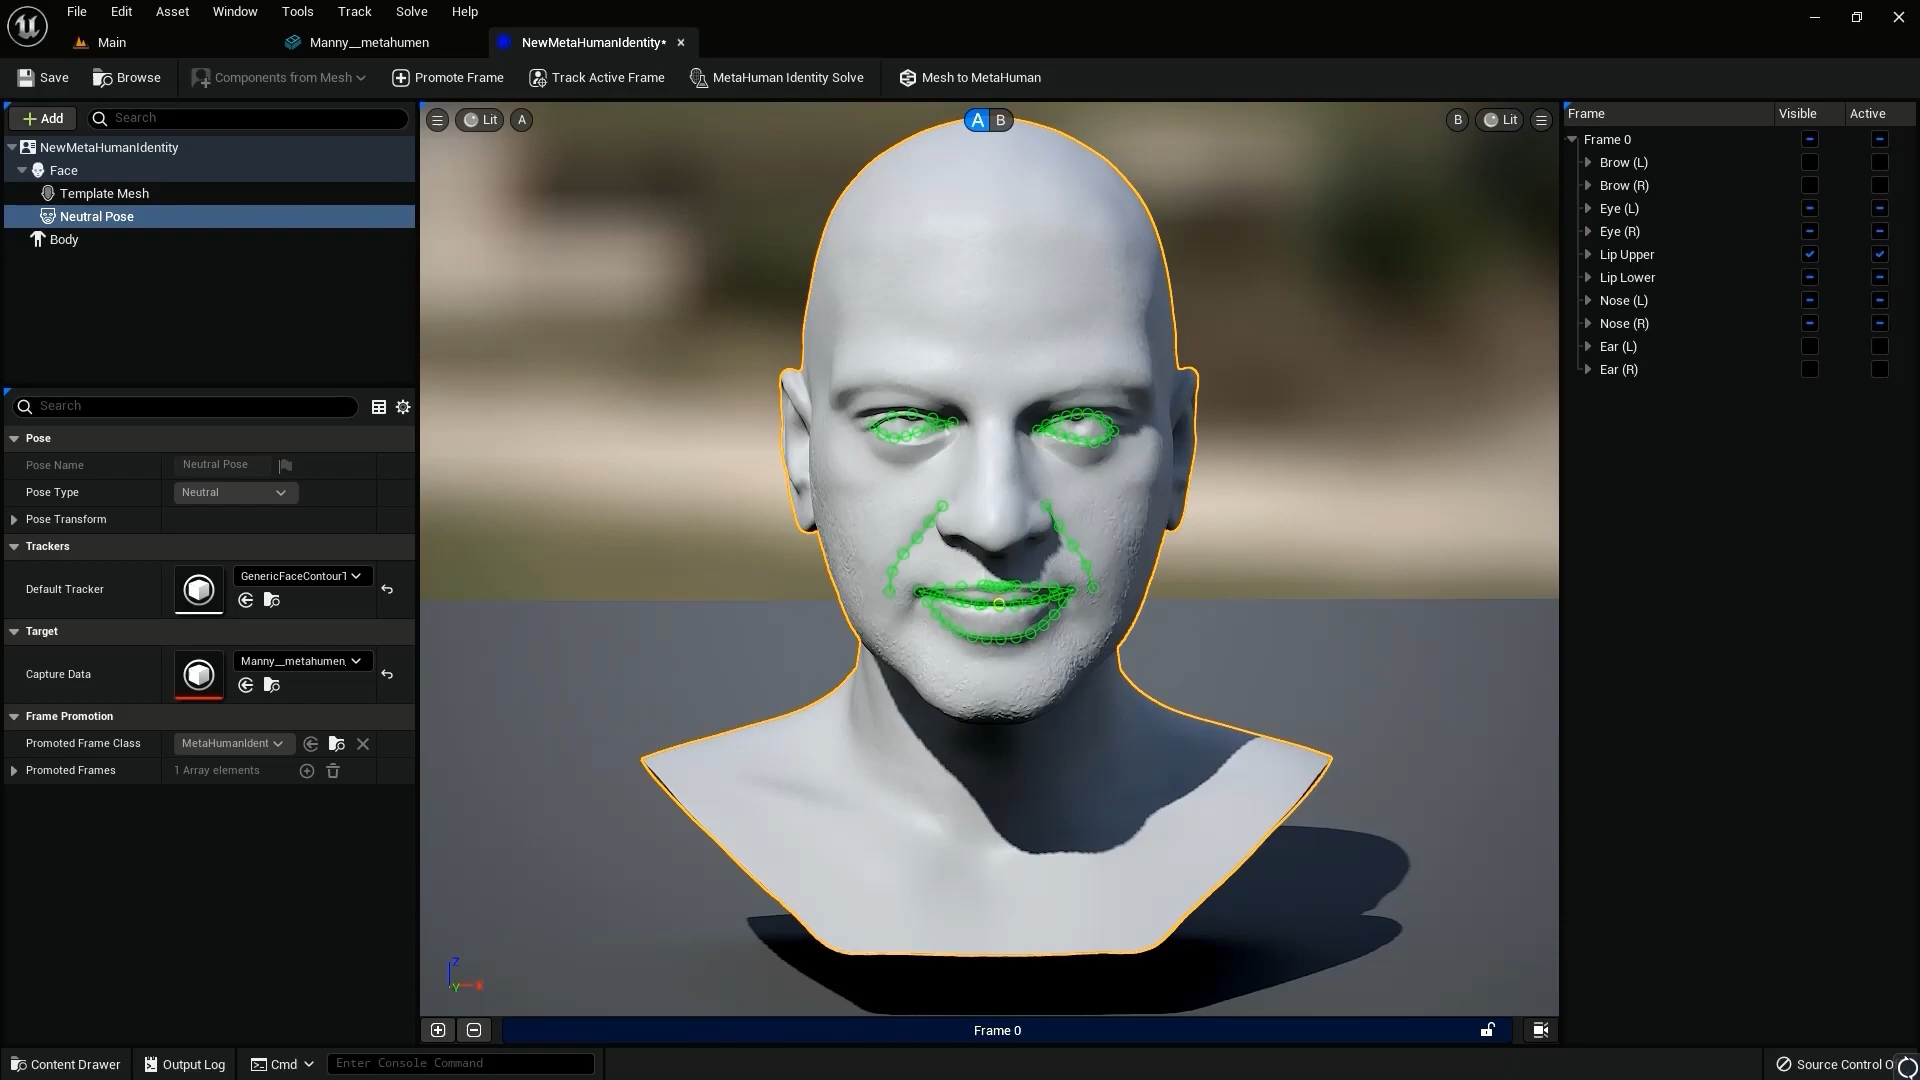 File Edit Asset Window Tools Track Solve Help
Main Manny__metahumen NewMetaHumanIdentity*
Save Browse Components from Mesh Promote Frame Track Active Frame MetaHuman Identity Solve Mesh to MetaHuman
Add Search
NewMetaHumanIdentity
Face
Template Mesh
Neutral Pose
Body
Search
Pose
Pose Name Neutral Pose
Pose Type Neutral
Pose Transform
Trackers
Default Tracker GenericFaceContourT
Target
Capture Data Manny__metahumen_
Frame Promotion
Promoted Frame Class MetaHumanIdent
Promoted Frames 1 Array elements
Lit A A B B Lit
Z
Y X
Frame 0
Frame Visible Active
Frame 0
Brow (L)
Brow (R)
Eye (L)
Eye (R)
Lip Upper
Lip Lower
Nose (L)
Nose (R)
Ear (L)
Ear (R)
Content Drawer Output Log Cmd Enter Console Command Source Control O